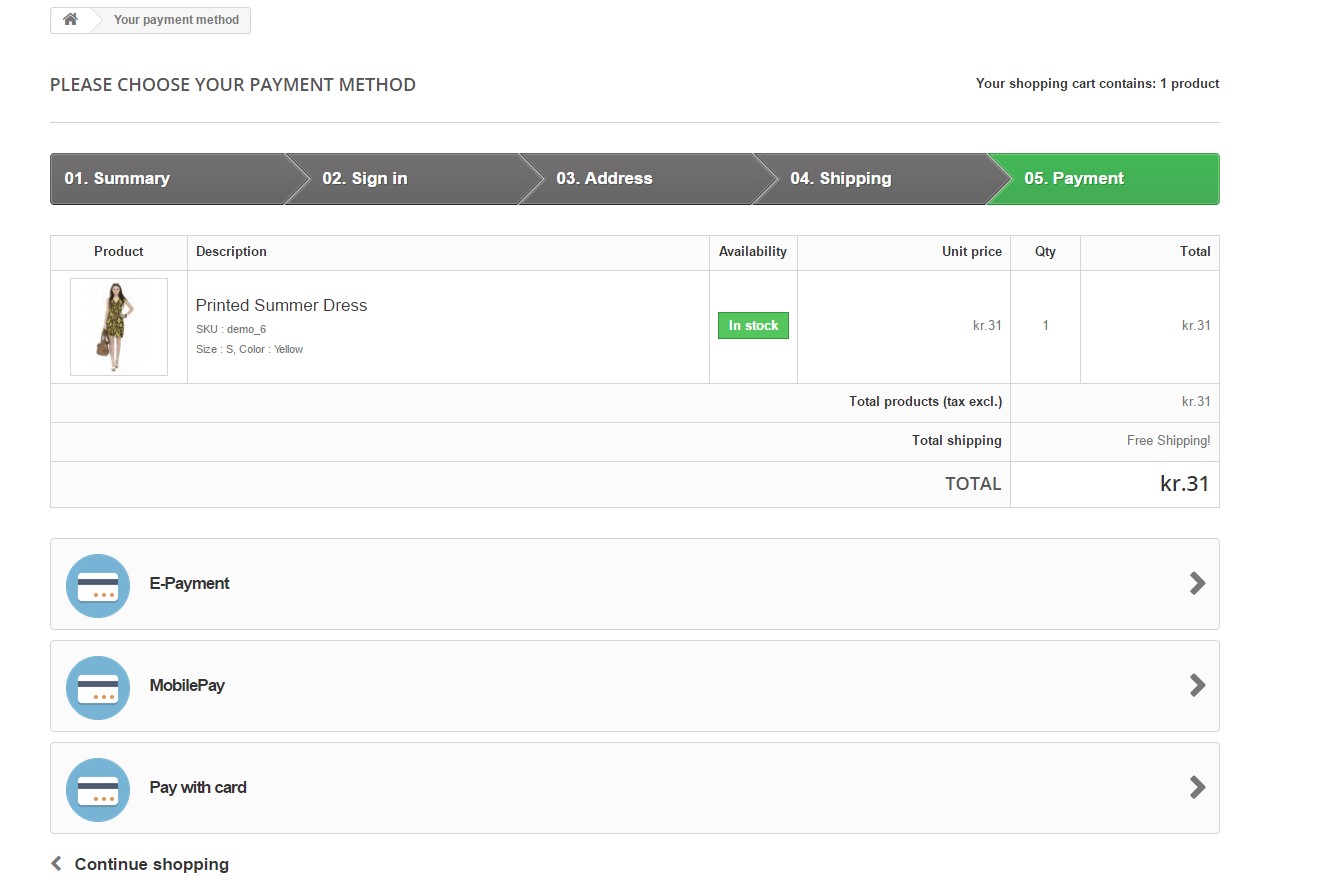 Your payment method
PLEASE CHOOSE YOUR PAYMENT METHOD
Your shopping cart contains: 1 product
01. Summary 02. Sign in 03. Address 04. Shipping 05. Payment
Product Description Availability Unit price Qty Total
Printed Summer Dress
SKU : demo_6
Size : S, Color : Yellow
In stock kr.31 1 kr.31
Total products (tax excl.) kr.31
Total shipping Free Shipping!
TOTAL kr.31
E-Payment
MobilePay
Pay with card
Continue shopping